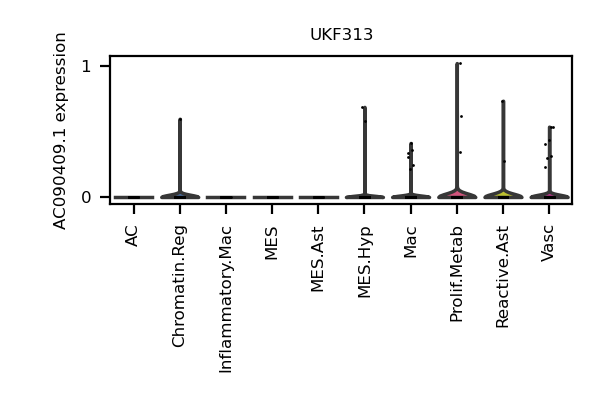 UKF313
AC090409.1 expression
1
0
AC
Chromatin.Reg
Inflammatory.Mac
MES
MES.Ast
MES.Hyp
Mac
Prolif.Metab
Reactive.Ast
Vasc